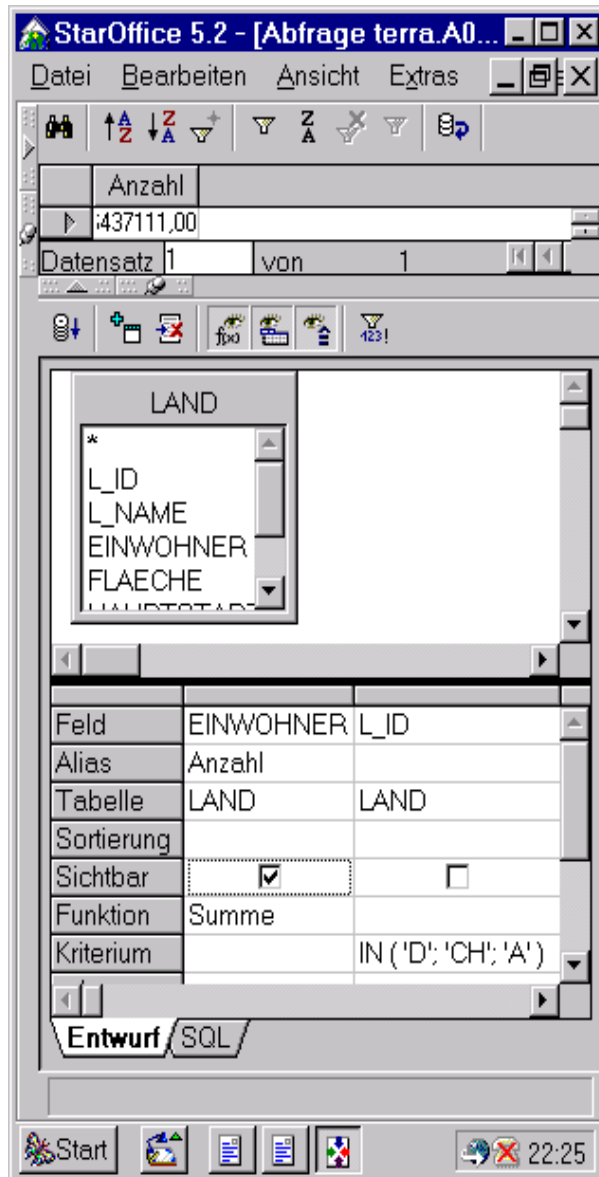 StarOffice 5.2 - [Abfrage terra.A0...
Datei Bearbeiten Ansicht Extras
Anzahl
437111,00
Datensatz 1 von 1
f(x)
123!
LAND
*
L_ID
L_NAME
EINWOHNER
FLAECHE
Feld EINWOHNER L_ID
Alias Anzahl
Tabelle LAND LAND
Sortierung
Sichtbar
Funktion Summe
Kriterium IN ( 'D'; 'CH'; 'A' )
Entwurf SQL
Start 22:25